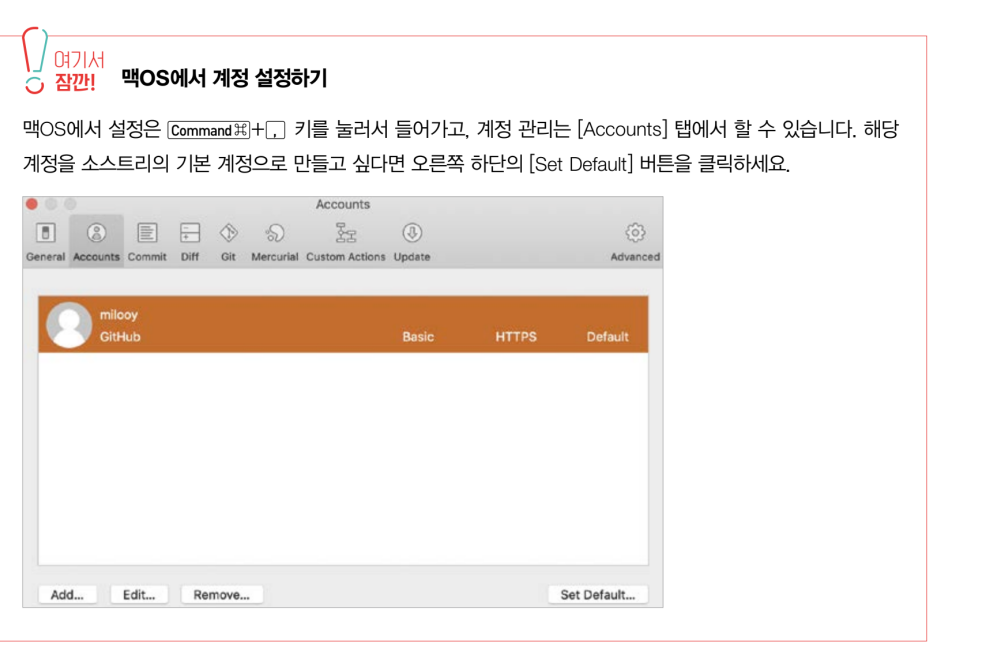 여기서
잠깐! 맥OS에서 계정 설정하기
맥OS에서 설정은 Command⌘+, 키를 눌러서 들어가고, 계정 관리는 [Accounts] 탭에서 할 수 있습니다. 해당
계정을 소스트리의 기본 계정으로 만들고 싶다면 오른쪽 하단의 [Set Default] 버튼을 클릭하세요.
Accounts
General Accounts Commit Diff Git Mercurial Custom Actions Update Advanced
milooy
GitHub Basic HTTPS Default
Add... Edit... Remove... Set Default...